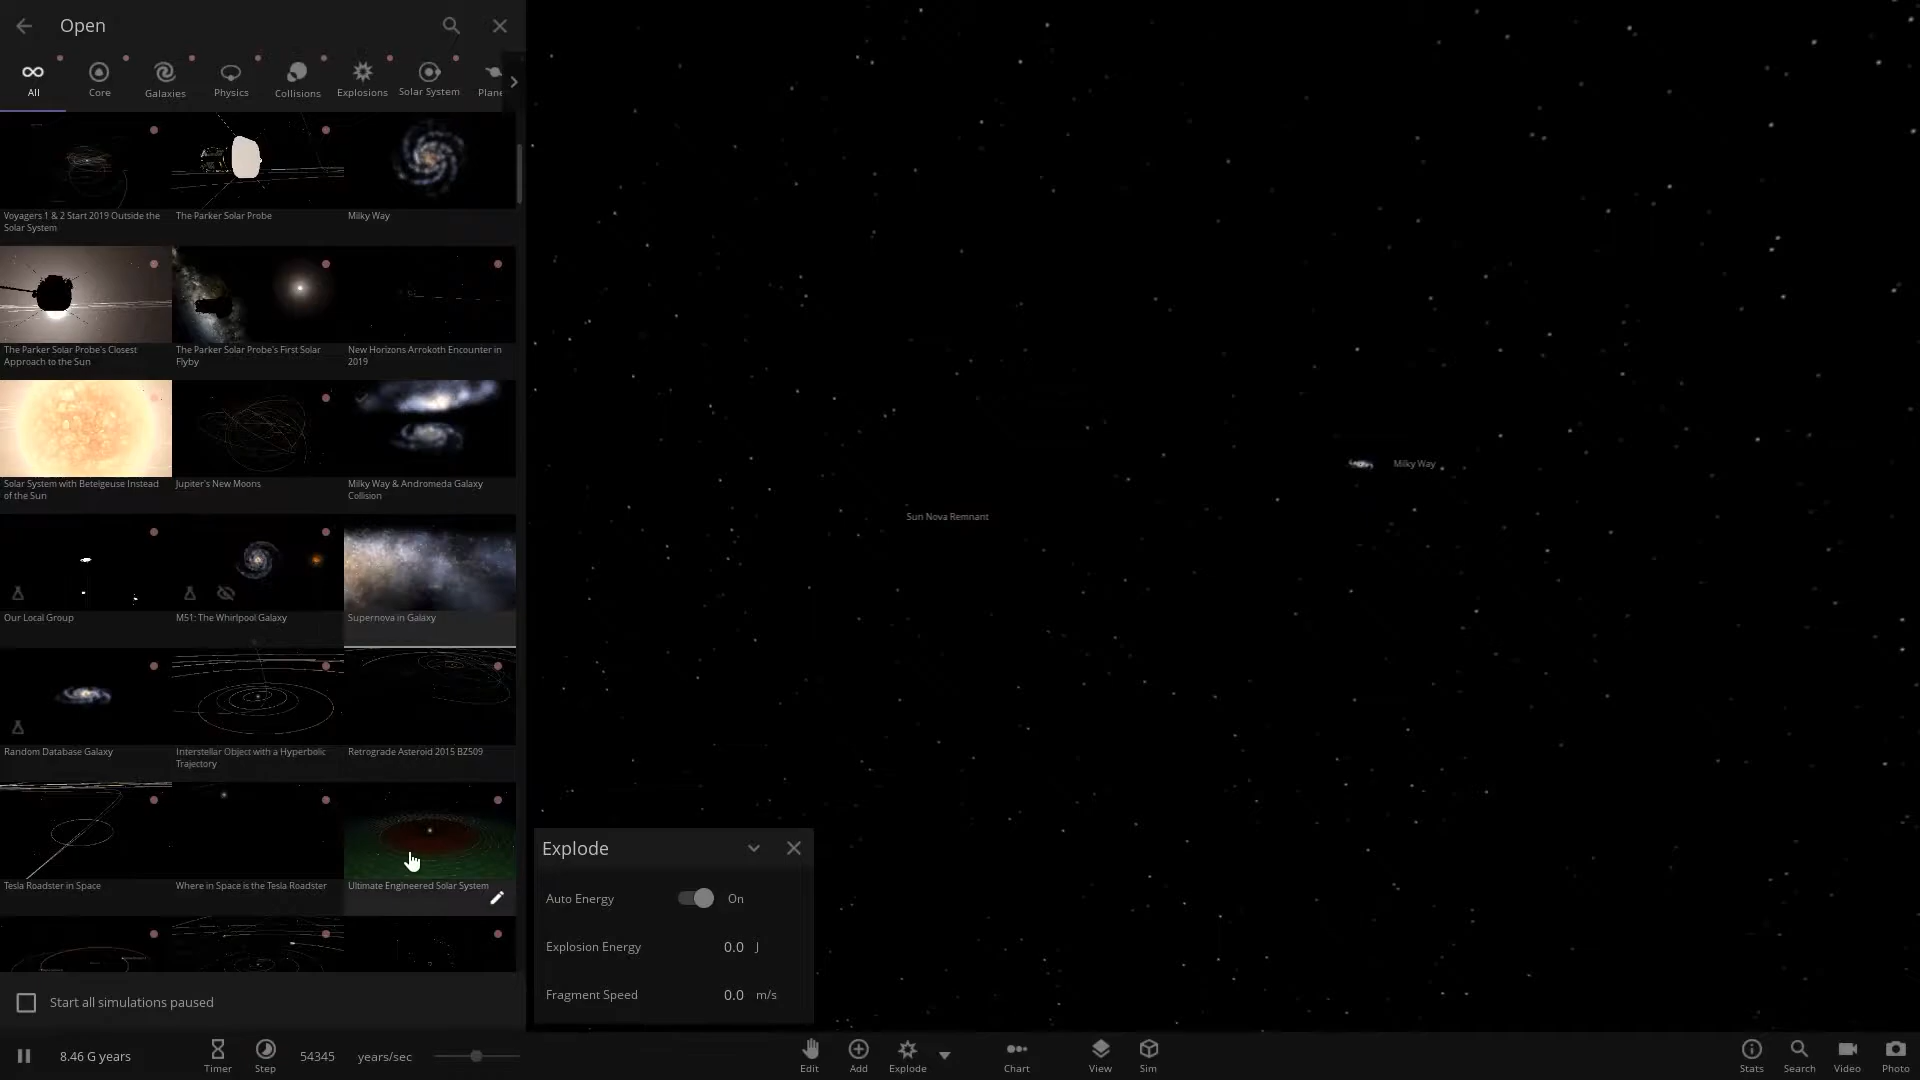 Open
All
Core
Galaxies
Physics
Collisions
Explosions
Solar System
Plane
Voyagers 1 & 2 Start 2019 Outside the
Solar System
The Parker Solar Probe
Milky Way
The Parker Solar Probe's Closest
Approach to the Sun
The Parker Solar Probe's First Solar
Flyby
New Horizons Arrokoth Encounter in
2019
Solar System with Betelgeuse Instead
of the Sun
Jupiter's New Moons
Milky Way & Andromeda Galaxy
Collision
Our Local Group
M51: The Whirlpool Galaxy
Supernova in Galaxy
Random Database Galaxy
Interstellar Object with a Hyperbolic
Trajectory
Retrograde Asteroid 2015 BZ509
Tesla Roadster in Space
Where in Space is the Tesla Roadster
Ultimate Engineered Solar System
Start all simulations paused
Milky Way
Sun Nova Remnant
Explode
Auto Energy On
Explosion Energy 0.0 J
Fragment Speed 0.0 m/s
8.46 G years
Timer
Step
54345 years/sec
Edit
Add
Explode
Chart
View
Sim
Stats
Search
Video
Photo